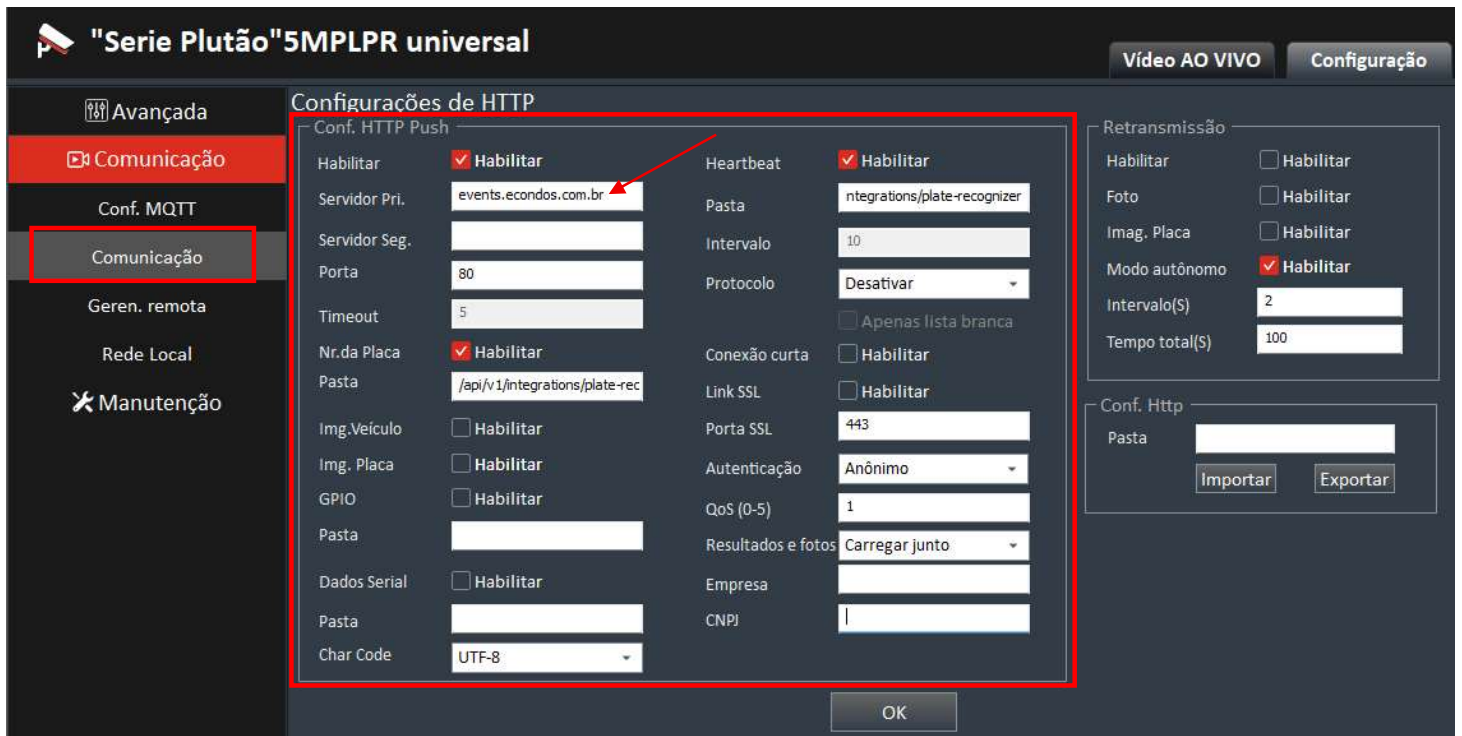 "Serie Plutão"5MPLPR universal
Vídeo AO VIVO
Configuração
Avançada
Comunicação
Conf. MQTT
Comunicação
Geren. remota
Rede Local
Manutenção
Configurações de HTTP
Conf. HTTP Push
Habilitar Habilitar
Servidor Pri. events.econdos.com.br
Servidor Seg.
Porta 80
Timeout 5
Nr.da Placa Habilitar
Pasta /api/v1/integrations/plate-rec
Img.Veículo Habilitar
Img. Placa Habilitar
GPIO Habilitar
Pasta
Dados Serial Habilitar
Pasta
Char Code UTF-8
Heartbeat Habilitar
Pasta ntegrations/plate-recognizer
Intervalo 10
Protocolo Desativar
Apenas lista branca
Conexão curta Habilitar
Link SSL Habilitar
Porta SSL 443
Autenticação Anônimo
QoS (0-5) 1
Resultados e fotos Carregar junto
Empresa
CNPJ
OK
Retransmissão
Habilitar Habilitar
Foto Habilitar
Imag. Placa Habilitar
Modo autônomo Habilitar
Intervalo(S) 2
Tempo total(S) 100
Conf. Http
Pasta
Importar Exportar